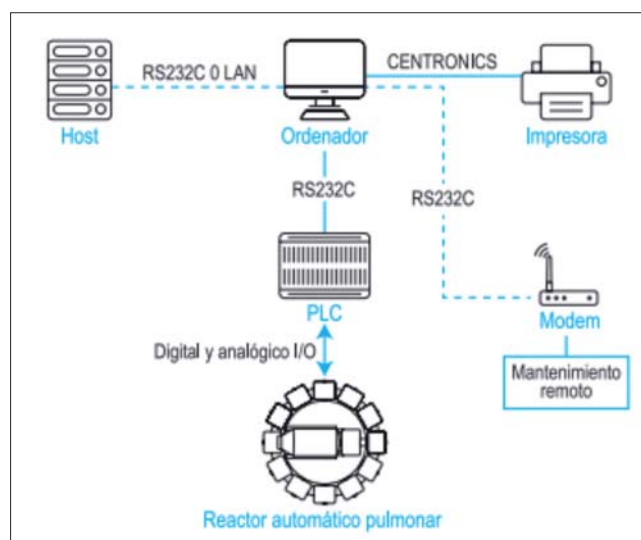 RS232C 0 LAN
CENTRONICS
Host
Ordenador
Impresora
RS232C
RS232C
PLC
Modem
Digital y analógico I/O
Mantenimiento
remoto
Reactor automático pulmonar